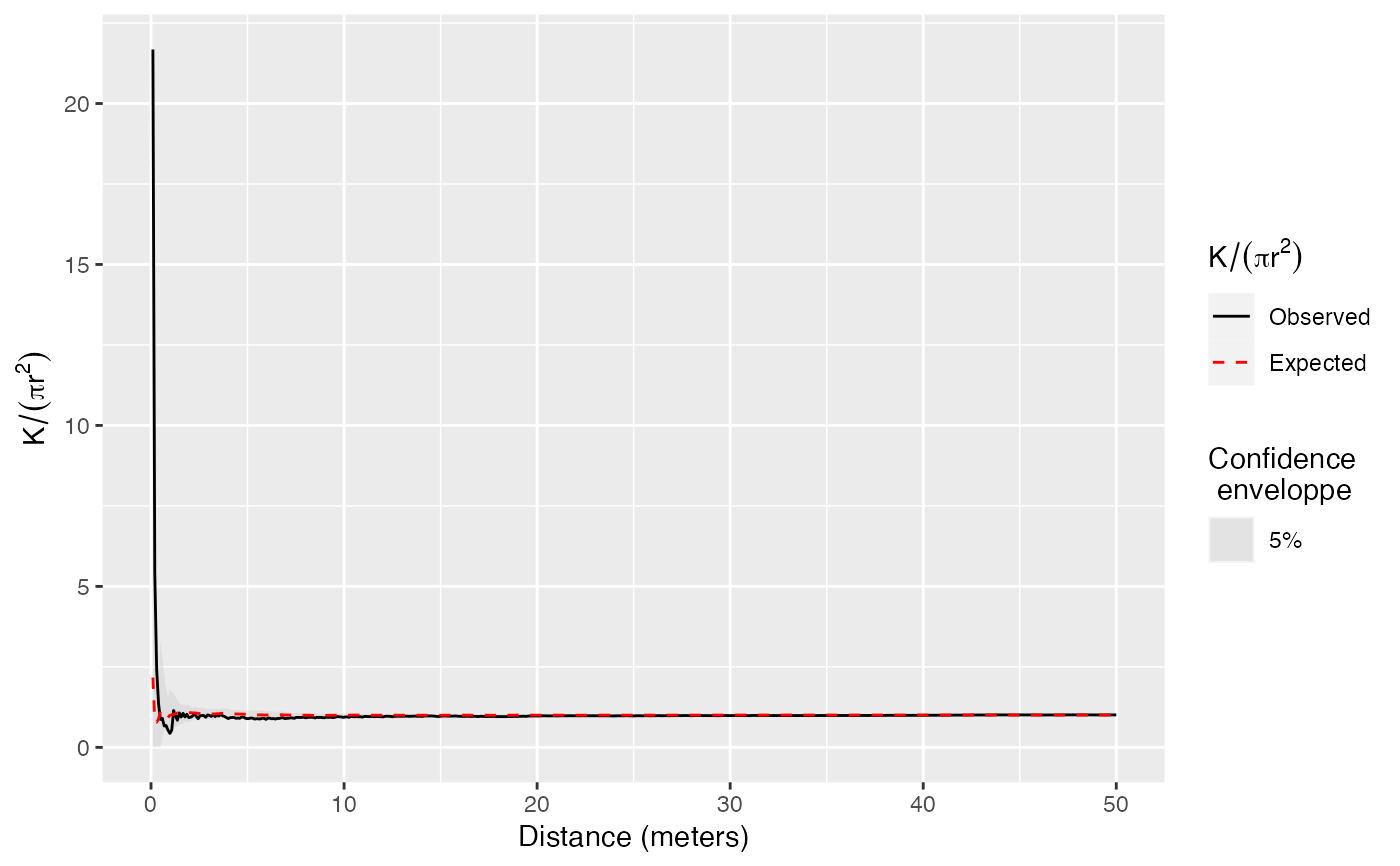 20
15
10
5
0
K/(πr²)
0 10 20 30 40 50
Distance (meters)
K/(πr²)
Observed
Expected
Confidence
enveloppe
5%